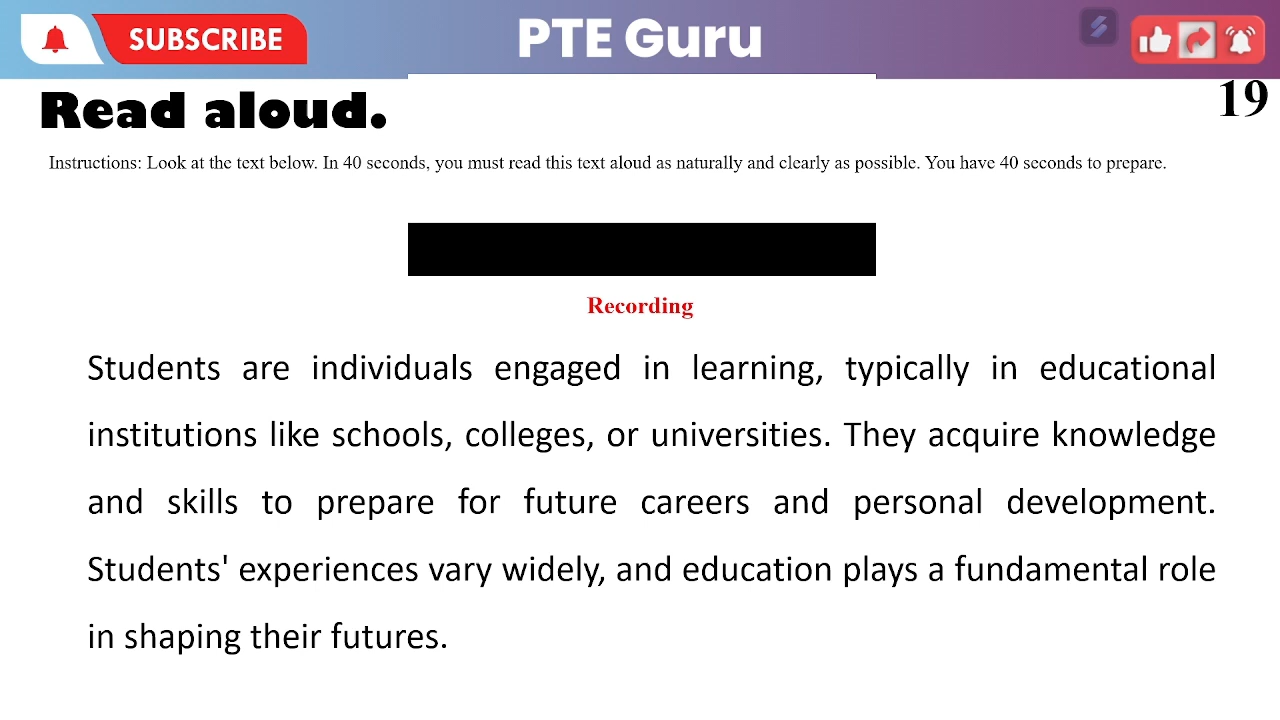 SUBSCRIBE
PTE Guru
Read aloud.
19
Instructions: Look at the text below. In 40 seconds, you must read this text aloud as naturally and clearly as possible. You have 40 seconds to prepare.
Recording
Students are individuals engaged in learning, typically in educational
institutions like schools, colleges, or universities. They acquire knowledge
and skills to prepare for future careers and personal development.
Students' experiences vary widely, and education plays a fundamental role
in shaping their futures.